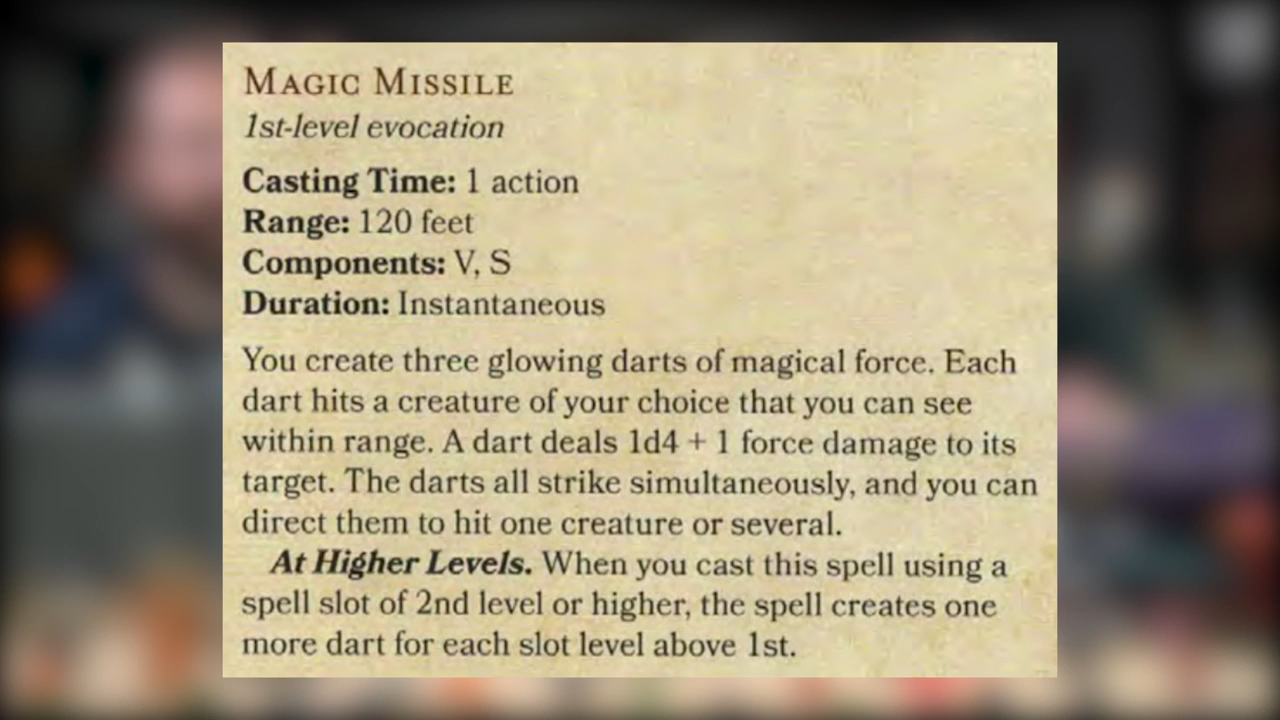 MAGIC MISSILE
1st-level evocation
Casting Time: 1 action
Range: 120 feet
Components: V, S
Duration: Instantaneous
You create three glowing darts of magical force. Each
dart hits a creature of your choice that you can see
within range. A dart deals 1d4 + 1 force damage to its
target. The darts all strike simultaneously, and you can
direct them to hit one creature or several.
At Higher Levels. When you cast this spell using a
spell slot of 2nd level or higher, the spell creates one
more dart for each slot level above 1st.